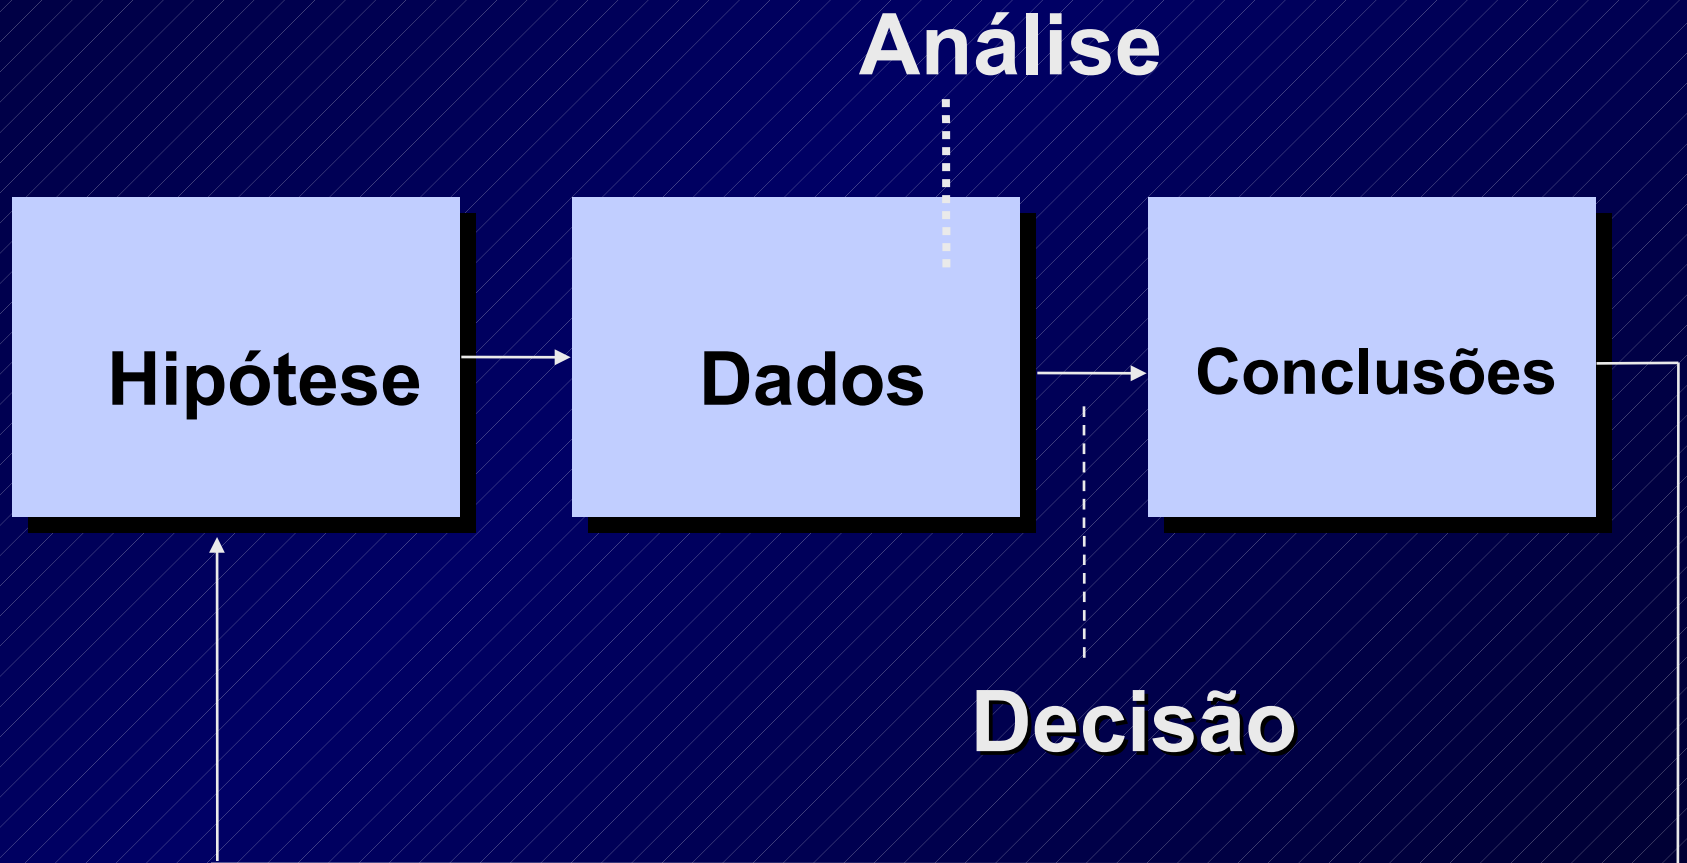 Análise
Hipótese
Dados
Conclusões
Decisão